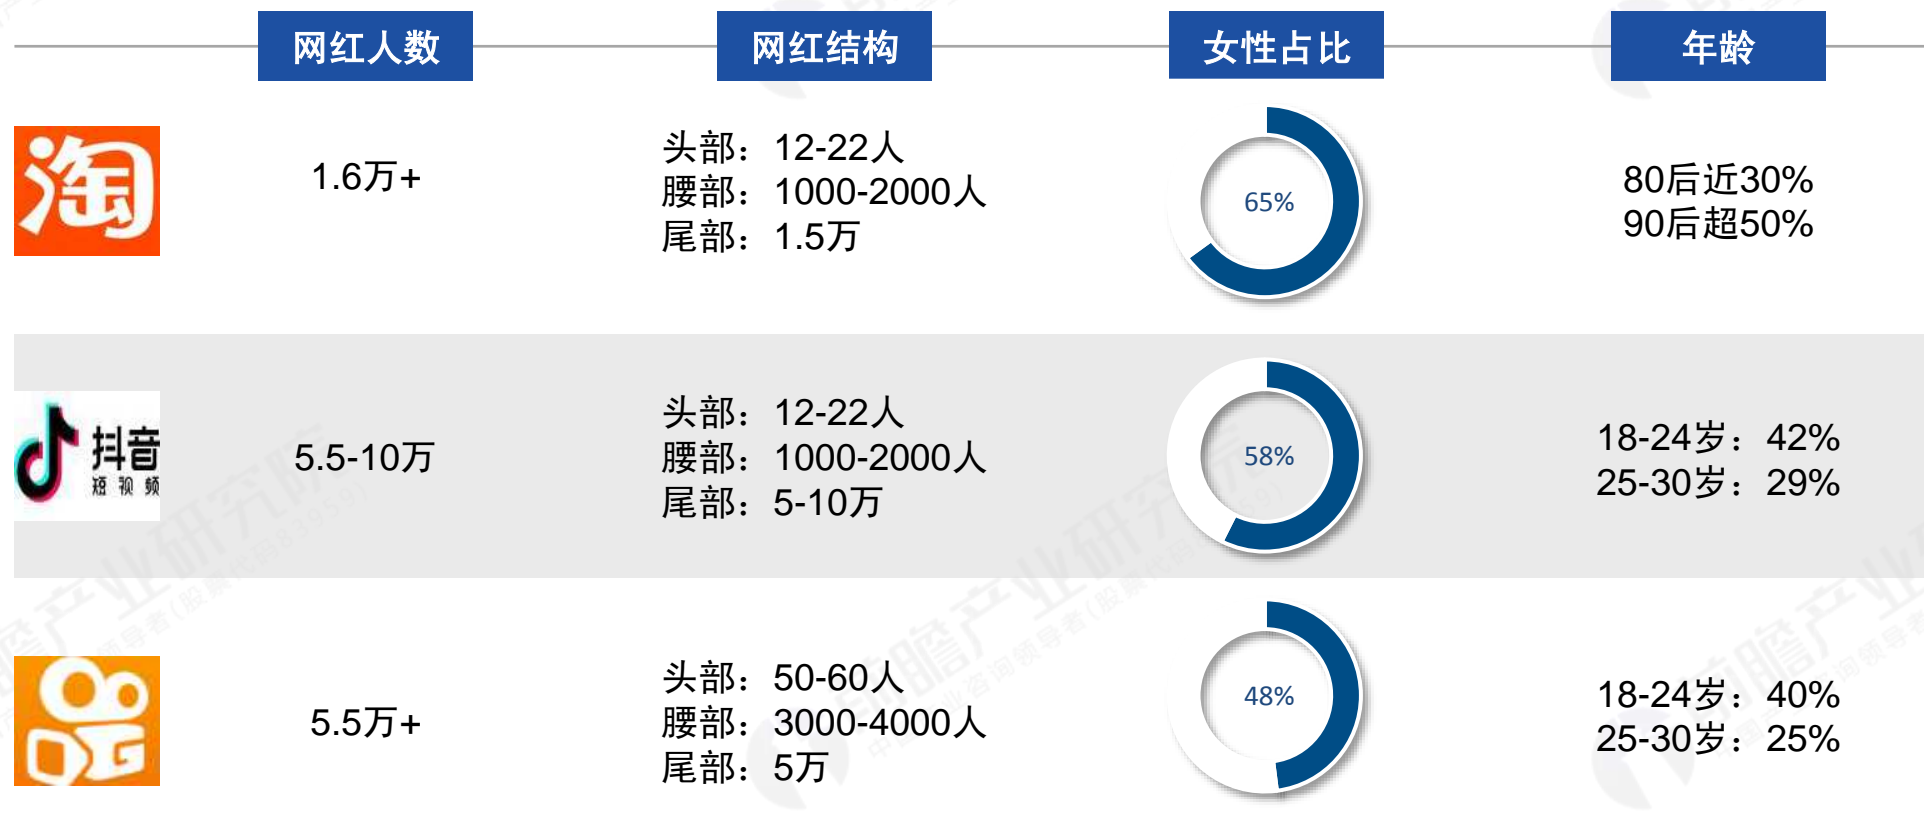 网红人数 网红结构 女性占比 年龄
淘
1.6万+
头部：12-22人
腰部：1000-2000人
尾部：1.5万
65%
80后近30%
90后超50%
抖音
短视频
5.5-10万
头部：12-22人
腰部：1000-2000人
尾部：5-10万
58%
18-24岁：42%
25-30岁：29%
5.5万+
头部：50-60人
腰部：3000-4000人
尾部：5万
48%
18-24岁：40%
25-30岁：25%